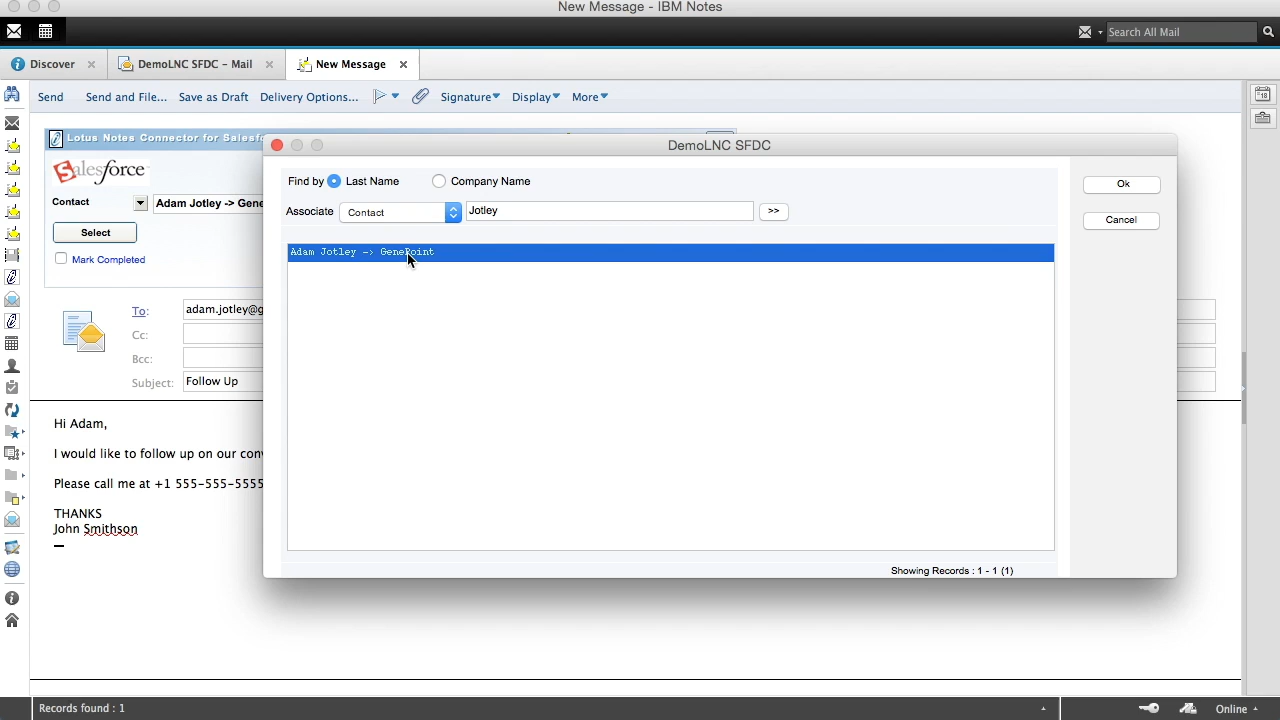 New Message - IBM Notes
Search All Mail
Discover
DemoLNC SFDC - Mail
New Message
Send
Send and File...
Save as Draft
Delivery Options...
Signature
Display
More
18
Lotus Notes Connector for Salesf
DemoLNC SFDC
Salesforce
Find by
Last Name
Company Name
Ok
Contact
Adam Jotley -> Gene
Associate
Contact
Jotley
>>
Cancel
Select
Mark Completed
Adam Jotley -> GenePoint
To:
adam.jotley@g
Cc:
Bcc:
Subject:
Follow Up
Hi Adam,
I would like to follow up on our con
Please call me at +1 555-555-5555
THANKS
John Smithson
Showing Records : 1 - 1 (1)
Records found : 1
Online